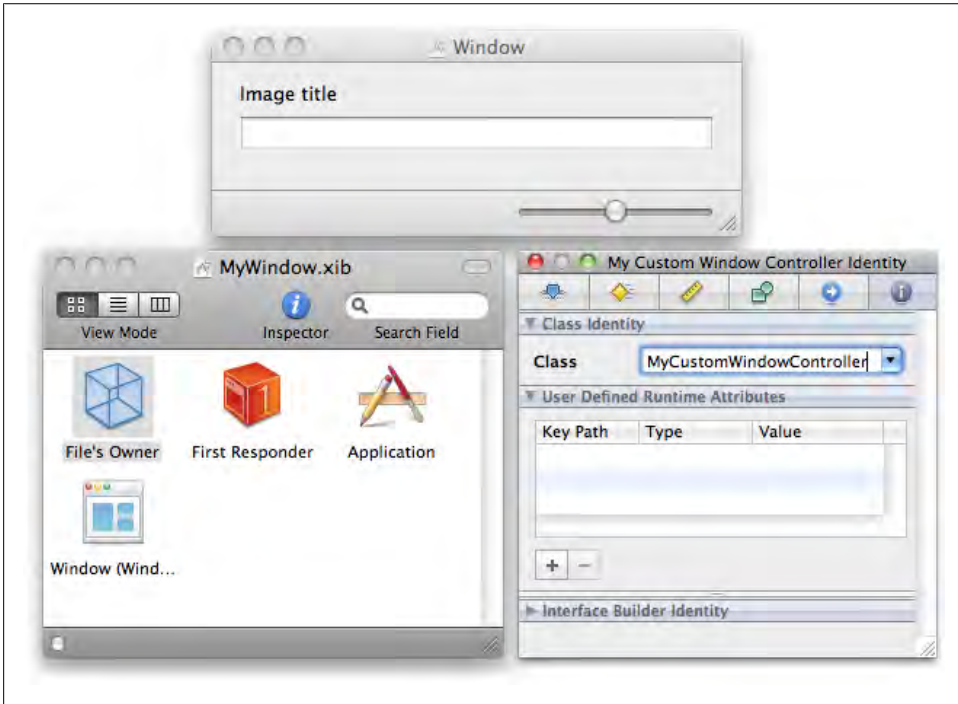 Window
Image title
MyWindow.xib
View Mode
Inspector
Search Field
File's Owner
First Responder
Application
Window (Wind...
My Custom Window Controller Identity
Class Identity
Class
MyCustomWindowController
User Defined Runtime Attributes
Key Path Type Value
Interface Builder Identity